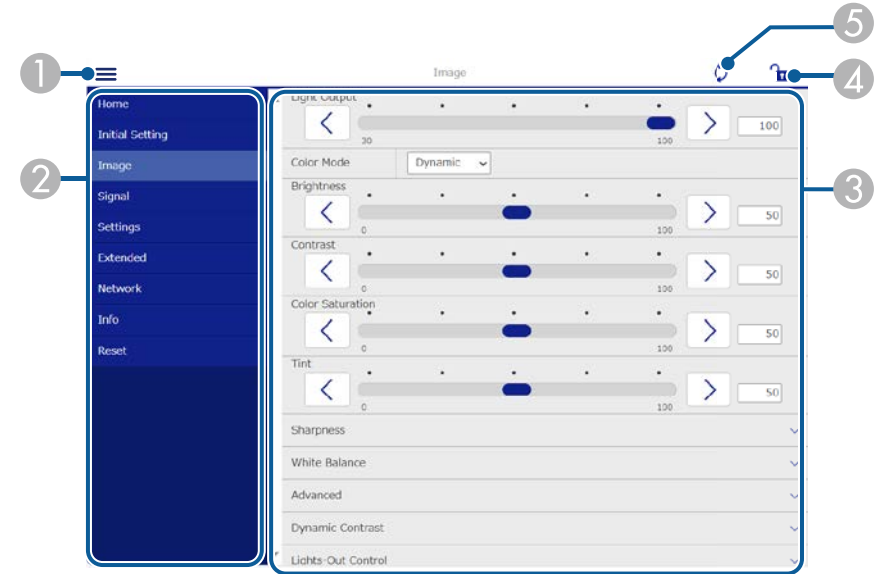 5
1
Image
4
2
Home
Initial Setting
Image
Signal
Settings
Extended
Network
Info
Reset
3
Light Output
30
100
100
Color Mode
Dynamic
Brightness
0
100
50
Contrast
0
100
50
Color Saturation
0
100
50
Tint
0
100
50
Sharpness
White Balance
Advanced
Dynamic Contrast
Lights-Out Control